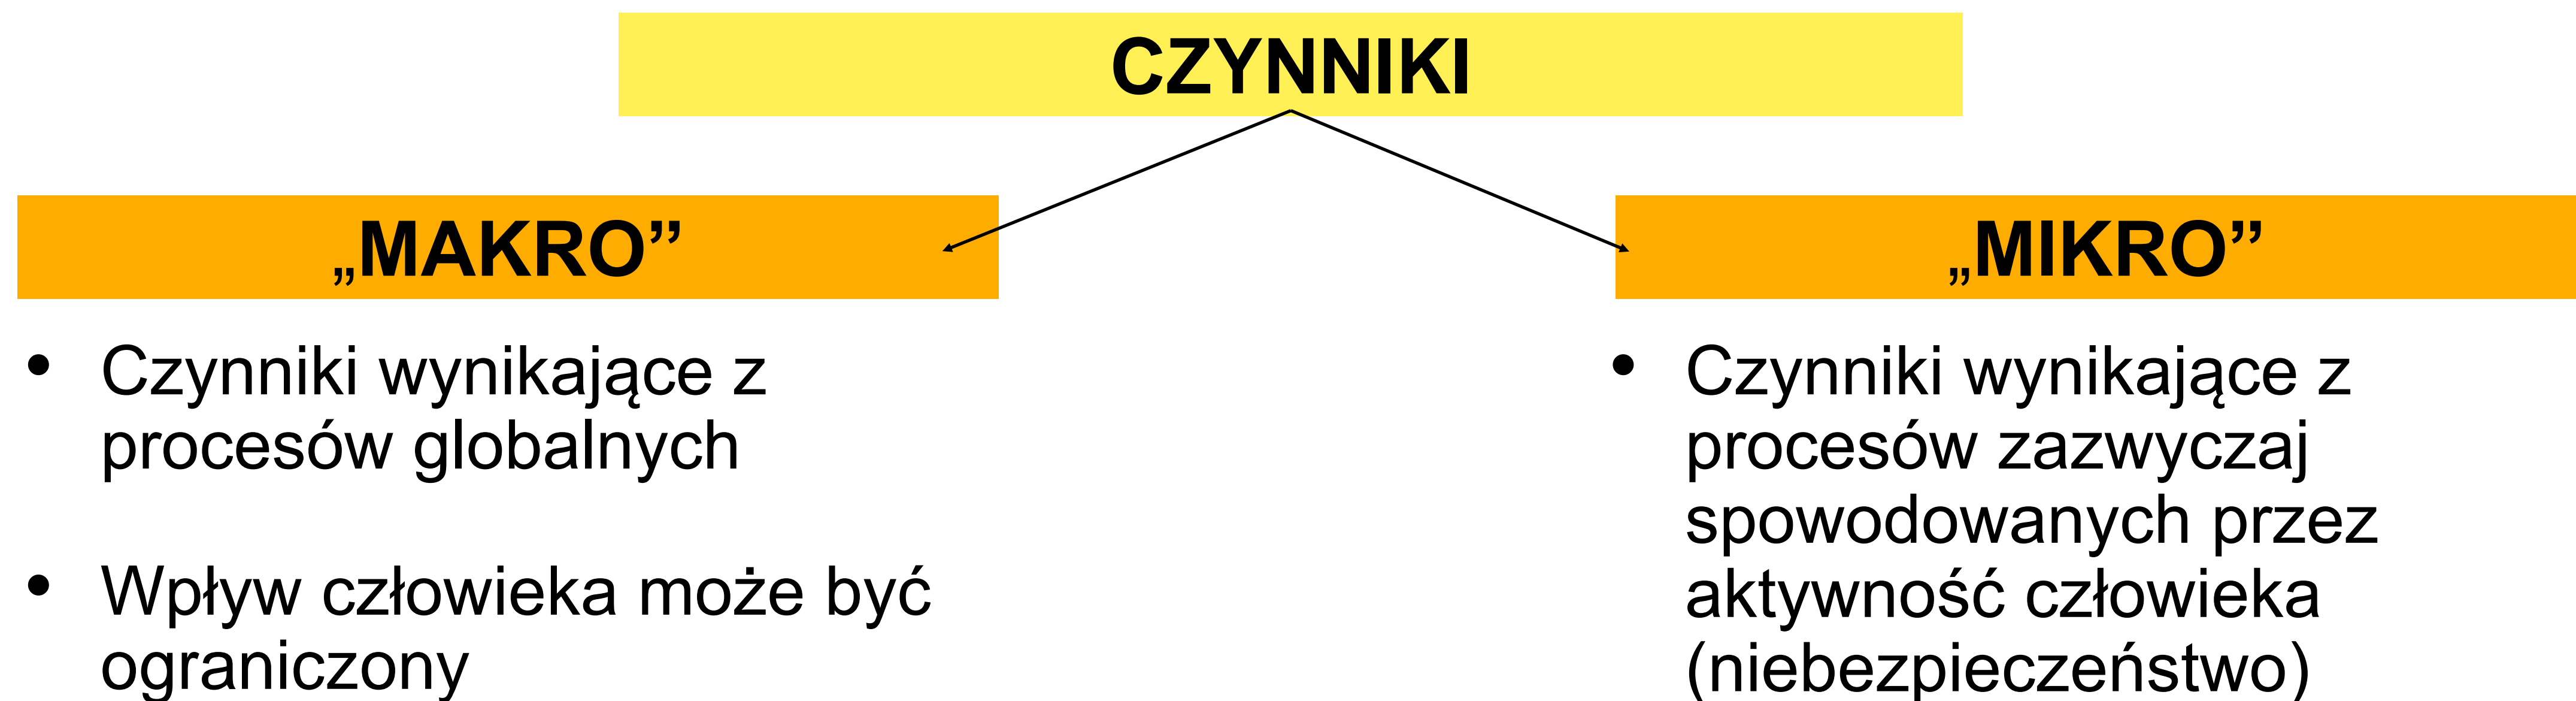 CZYNNIKI
„MAKRO”
„MIKRO”
• Czynniki wynikające z
procesów globalnych
• Wpływ człowieka może być
ograniczony
• Czynniki wynikające z
procesów zazwyczaj
spowodowanych przez
aktywność człowieka
(niebezpieczeństwo)